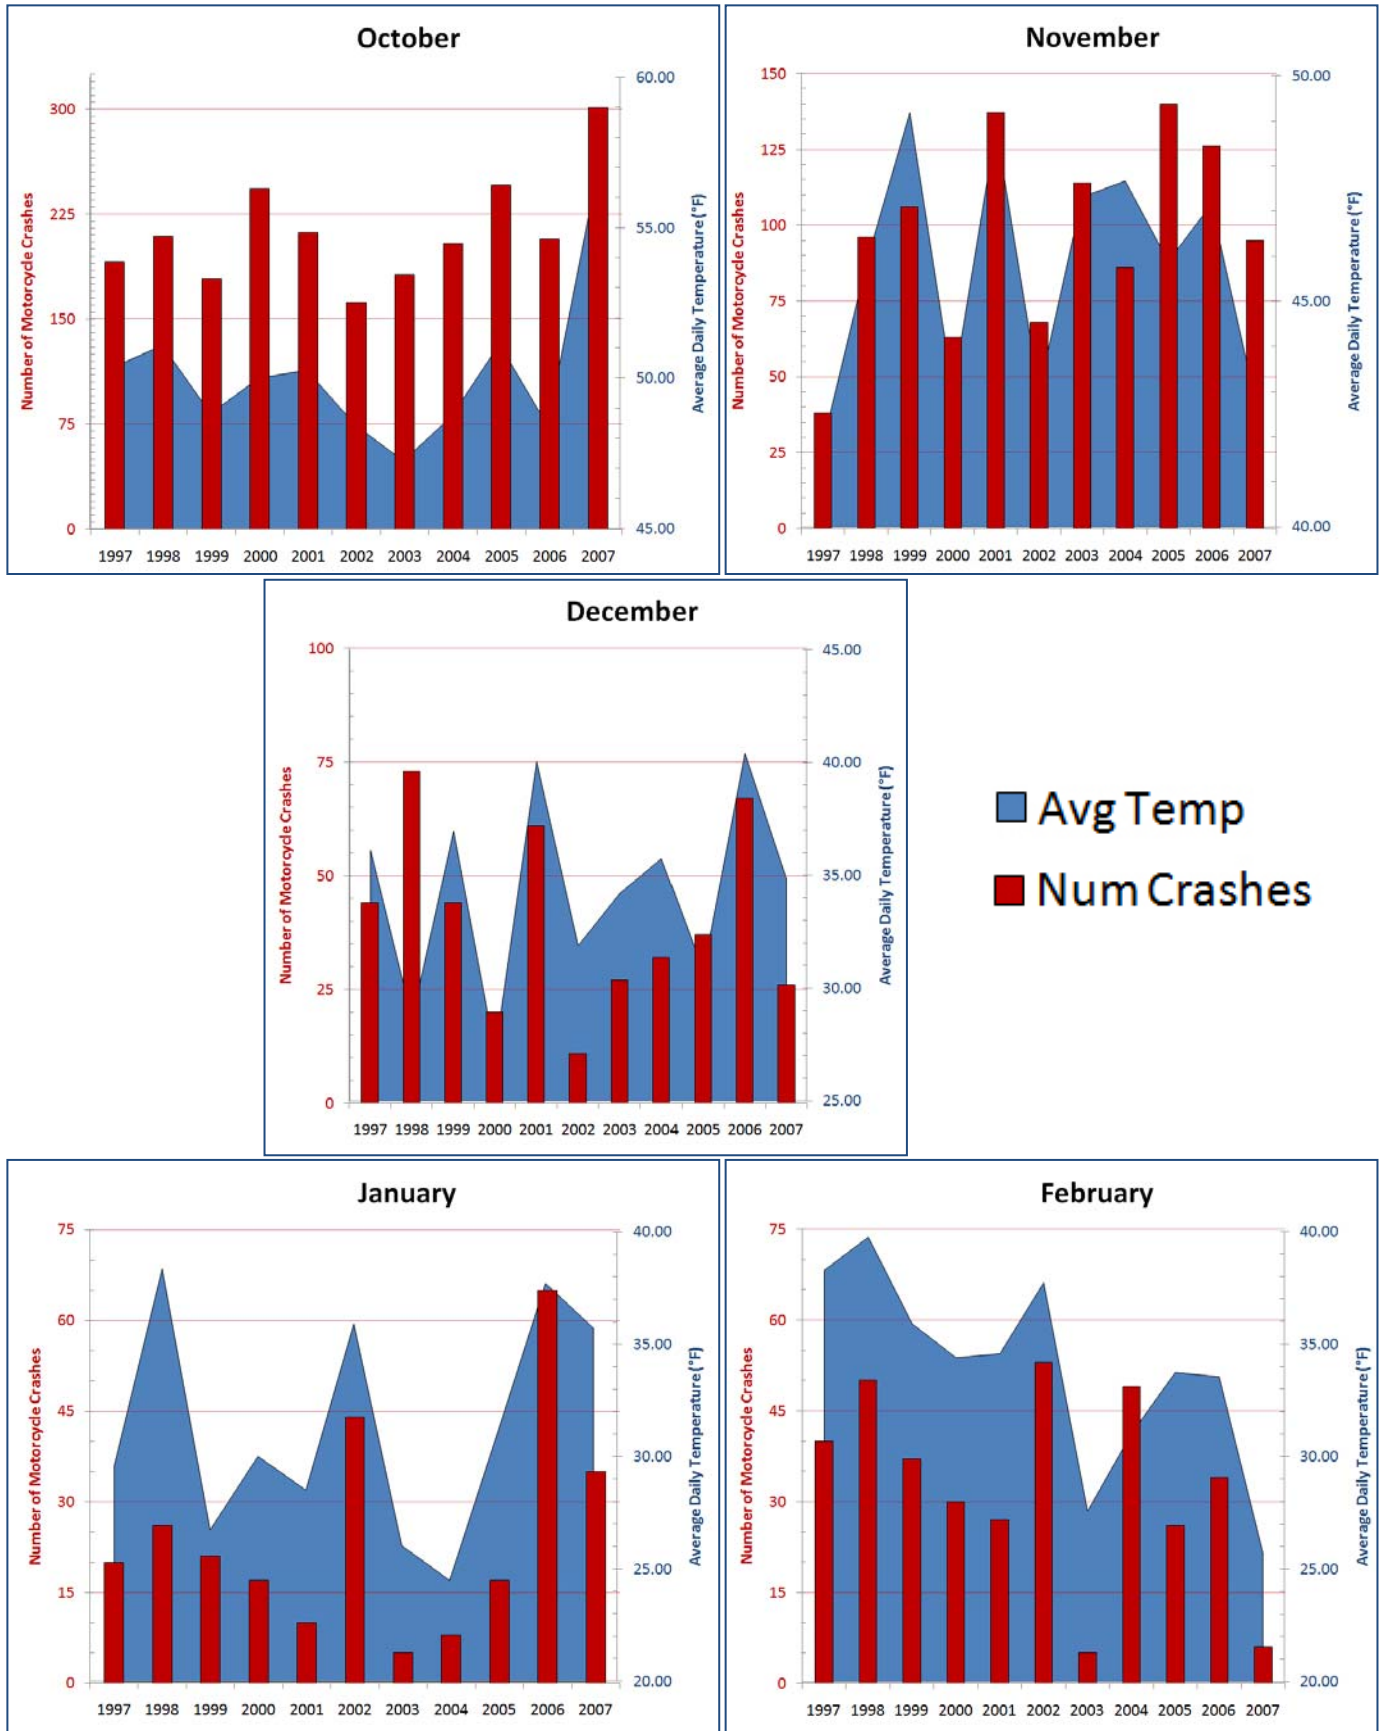 October
Number of Motorcycle Crashes
300
225
150
75
0
60.00
55.00
50.00
45.00
Average Daily Temperature (°F)
1997 1998 1999 2000 2001 2002 2003 2004 2005 2006 2007
November
Number of Motorcycle Crashes
150
125
100
75
50
25
0
50.00
45.00
40.00
Average Daily Temperature (°F)
1997 1998 1999 2000 2001 2002 2003 2004 2005 2006 2007
December
Number of Motorcycle Crashes
100
75
50
25
0
45.00
40.00
35.00
30.00
25.00
Average Daily Temperature (°F)
1997 1998 1999 2000 2001 2002 2003 2004 2005 2006 2007
Avg Temp
Num Crashes
January
Number of Motorcycle Crashes
75
60
45
30
15
0
40.00
35.00
30.00
25.00
20.00
Average Daily Temperature (°F)
1997 1998 1999 2000 2001 2002 2003 2004 2005 2006 2007
February
Number of Motorcycle Crashes
75
60
45
30
15
0
40.00
35.00
30.00
25.00
20.00
Average Daily Temperature (°F)
1997 1998 1999 2000 2001 2002 2003 2004 2005 2006 2007